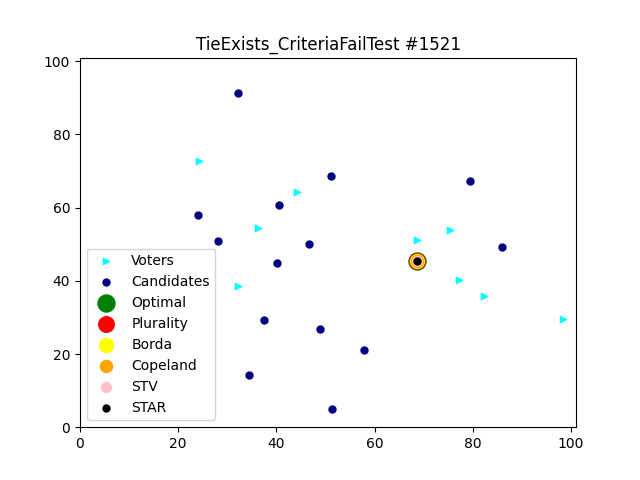 TieExists_CriteriaFailTest #1521
100
80
60
40
20
0
Voters
Candidates
Optimal
Plurality
Borda
Copeland
STV
STAR
0 20 40 60 80 100